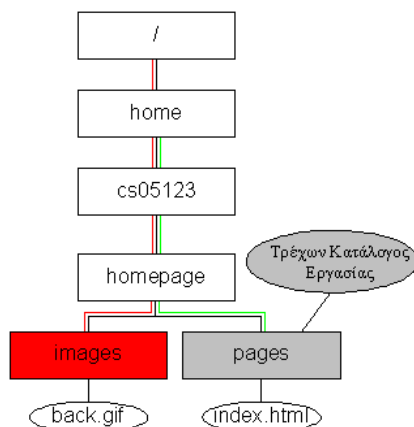 /
home
cs05123
Τρέχων Κατάλογος
Εργασίας
homepage
images
pages
back.gif
index.html